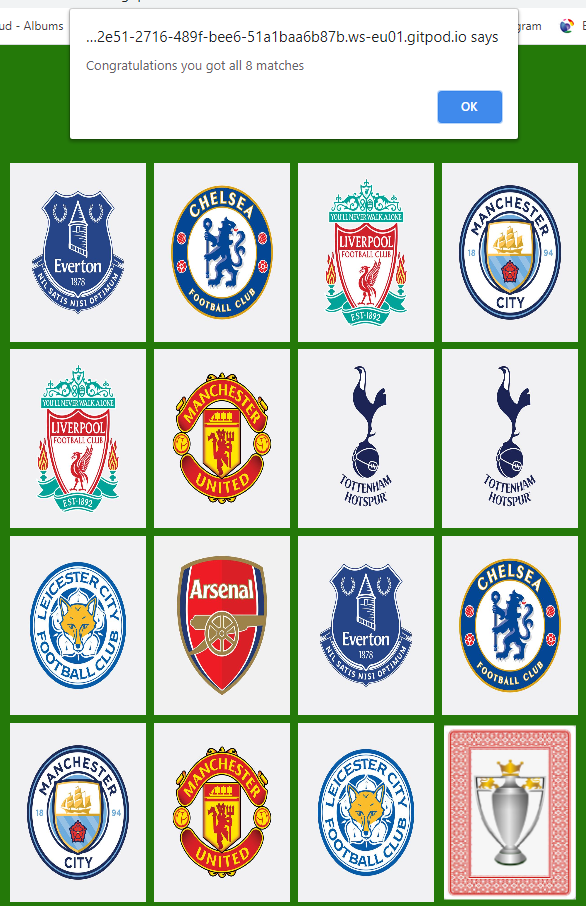 ud - Albums
gram
...2e51-2716-489f-bee6-51a1baa6b87b.ws-eu01.gitpod.io says
Congratulations you got all 8 matches
OK
Everton
1878
NIL SATIS NISI OPTIMUM
CHELSEA
FOOTBALL CLUB
YOU'LL NEVER WALK ALONE
LIVERPOOL
FOOTBALL CLUB
EST·1892
MANCHESTER
18 94
CITY
YOU'LL NEVER WALK ALONE
LIVERPOOL
FOOTBALL CLUB
EST·1892
MANCHESTER
UNITED
TOTTENHAM
HOTSPUR
TOTTENHAM
HOTSPUR
LEICESTER CITY
FOOTBALL CLUB
Arsenal
Everton
1878
NIL SATIS NISI OPTIMUM
CHELSEA
FOOTBALL CLUB
MANCHESTER
18 94
CITY
MANCHESTER
UNITED
LEICESTER CITY
FOOTBALL CLUB